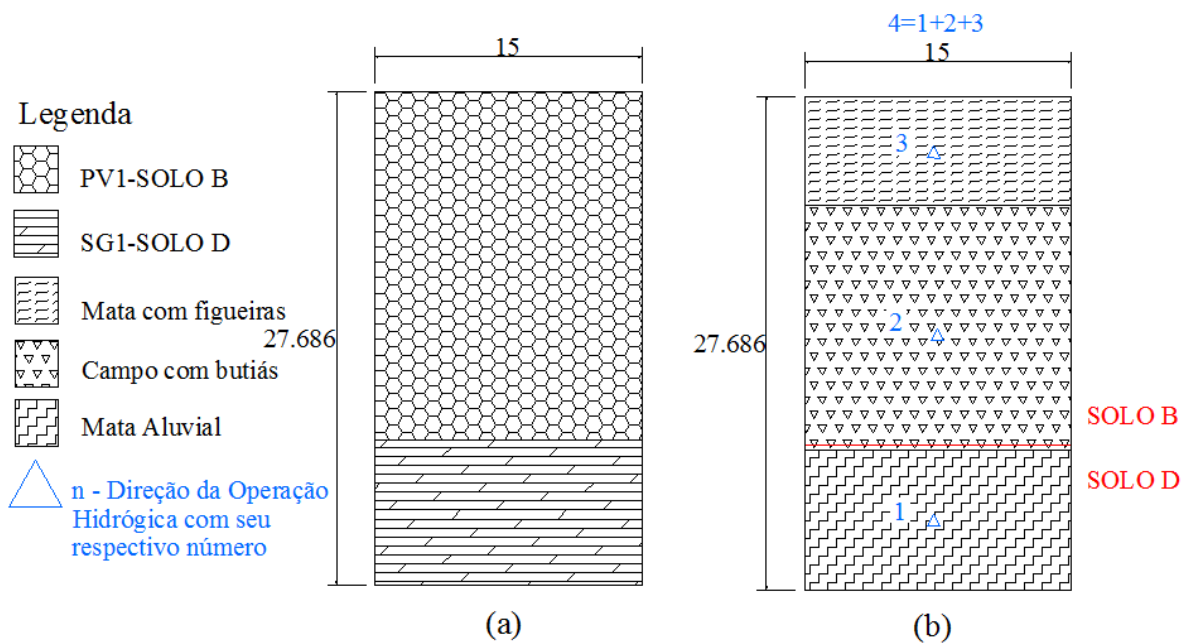 Legenda
PV1-SOLO B
SG1-SOLO D
Mata com figueiras
Campo com butiás
Mata Aluvial
n - Direção da Operação
Hidrógica com seu
respectivo número
15
27.686
(a)
4=1+2+3
15
27.686
3
2
1
SOLO B
SOLO D
(b)